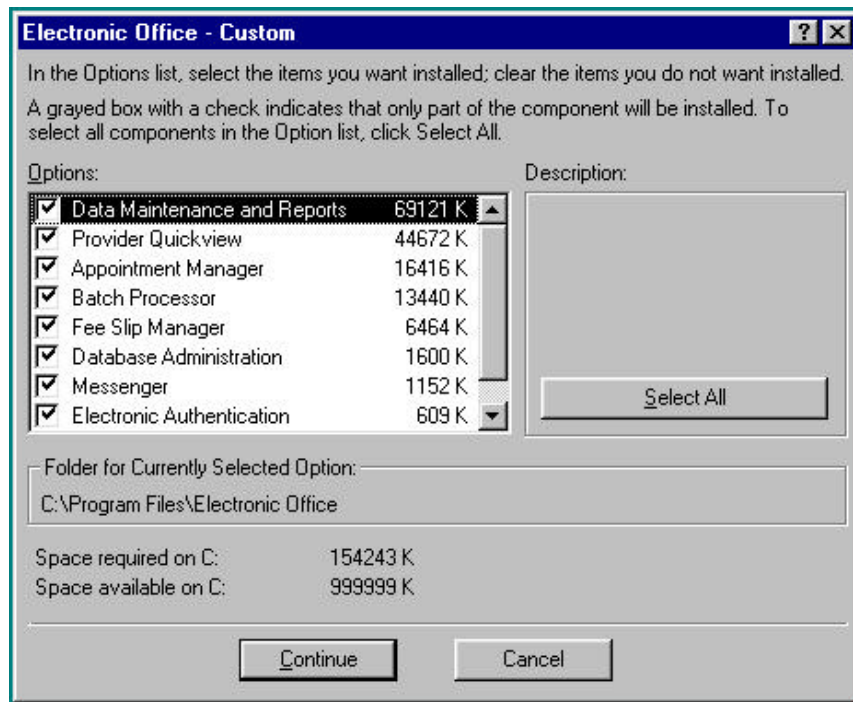 Electronic Office - Custom
In the Options list, select the items you want installed; clear the items you do not want installed.
A grayed box with a check indicates that only part of the component will be installed. To
select all components in the Option list, click Select All.
Options: Description:
Data Maintenance and Reports 69121 K
Provider Quickview 44672 K
Appointment Manager 16416 K
Batch Processor 13440 K
Fee Slip Manager 6464 K
Database Administration 1600 K
Messenger 1152 K
Electronic Authentication 609 K
Select All
Folder for Currently Selected Option:
C:\Program Files\Electronic Office
Space required on C: 154243 K
Space available on C: 999999 K
Continue Cancel